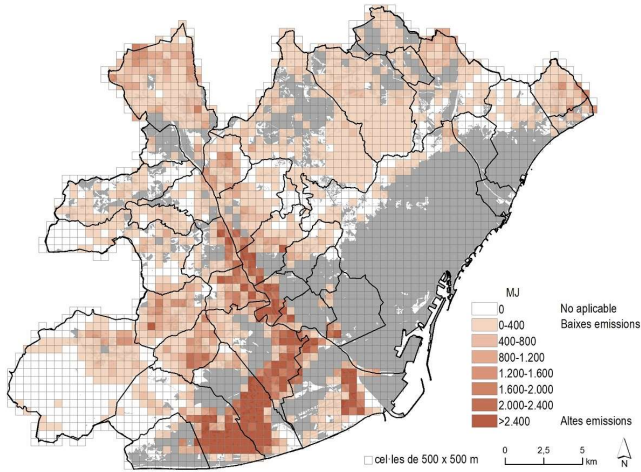 MJ
0 No aplicable
0-400 Baixes emissions
400-800
800-1.200
1.200-1.600
1.600-2.000
2.000-2.400
>2.400 Altes emissions
cel·les de 500 x 500 m
0 2,5 5
km
N